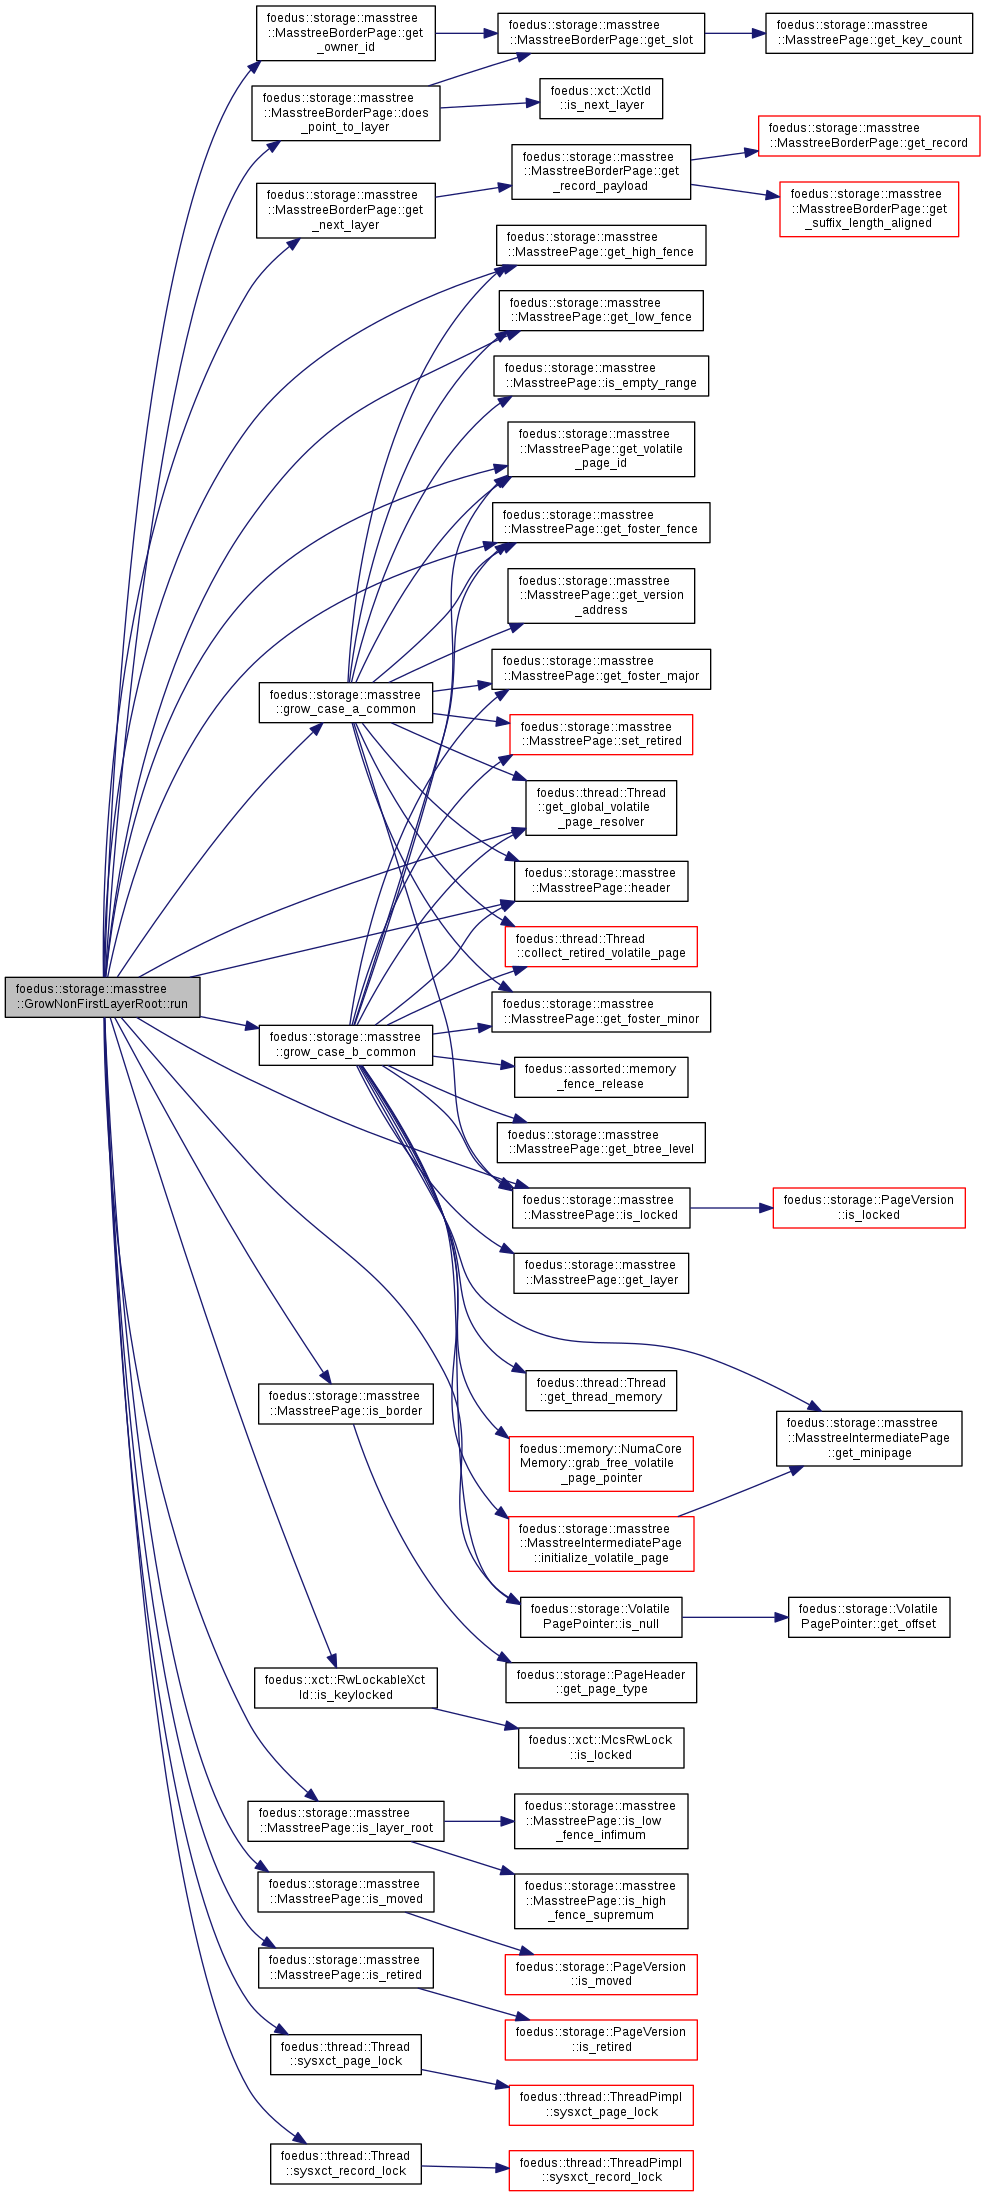 foedus::storage::masstree
::MasstreeBorderPage::get
_owner_id
foedus::storage::masstree
::MasstreeBorderPage::get_slot
foedus::storage::masstree
::MasstreePage::get_key_count
foedus::storage::masstree
::MasstreeBorderPage::does
_point_to_layer
foedus::xct::XctId
::is_next_layer
foedus::storage::masstree
::MasstreeBorderPage::get_record
foedus::storage::masstree
::MasstreeBorderPage::get
_record_payload
foedus::storage::masstree
::MasstreeBorderPage::get
_next_layer
foedus::storage::masstree
::MasstreeBorderPage::get
_suffix_length_aligned
foedus::storage::masstree
::MasstreePage::get_high_fence
foedus::storage::masstree
::MasstreePage::get_low_fence
foedus::storage::masstree
::MasstreePage::is_empty_range
foedus::storage::masstree
::MasstreePage::get_volatile
_page_id
foedus::storage::masstree
::MasstreePage::get_foster_fence
foedus::storage::masstree
::MasstreePage::get_version
_address
foedus::storage::masstree
::MasstreePage::get_foster_major
foedus::storage::masstree
::grow_case_a_common
foedus::storage::masstree
::MasstreePage::set_retired
foedus::thread::Thread
::get_global_volatile
_page_resolver
foedus::storage::masstree
::MasstreePage::header
foedus::thread::Thread
::collect_retired_volatile_page
foedus::storage::masstree
::GrowNonFirstLayerRoot::run
foedus::storage::masstree
::MasstreePage::get_foster_minor
foedus::storage::masstree
::grow_case_b_common
foedus::assorted::memory
_fence_release
foedus::storage::masstree
::MasstreePage::get_btree_level
foedus::storage::masstree
::MasstreePage::is_locked
foedus::storage::PageVersion
::is_locked
foedus::storage::masstree
::MasstreePage::get_layer
foedus::thread::Thread
::get_thread_memory
foedus::storage::masstree
::MasstreePage::is_border
foedus::storage::masstree
::MasstreeIntermediatePage
::get_minipage
foedus::memory::NumaCore
Memory::grab_free_volatile
_page_pointer
foedus::storage::masstree
::MasstreeIntermediatePage
::initialize_volatile_page
foedus::storage::Volatile
PagePointer::is_null
foedus::storage::Volatile
PagePointer::get_offset
foedus::storage::PageHeader
::get_page_type
foedus::xct::RwLockableXct
Id::is_keylocked
foedus::xct::McsRwLock
::is_locked
foedus::storage::masstree
::MasstreePage::is_layer_root
foedus::storage::masstree
::MasstreePage::is_low
_fence_infimum
foedus::storage::masstree
::MasstreePage::is_moved
foedus::storage::masstree
::MasstreePage::is_high
_fence_supremum
foedus::storage::masstree
::MasstreePage::is_retired
foedus::storage::PageVersion
::is_moved
foedus::storage::PageVersion
::is_retired
foedus::thread::Thread
::sysxct_page_lock
foedus::thread::ThreadPimpl
::sysxct_page_lock
foedus::thread::Thread
::sysxct_record_lock
foedus::thread::ThreadPimpl
::sysxct_record_lock